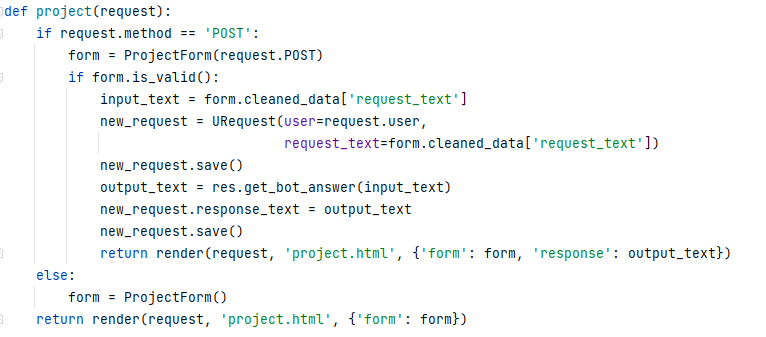 def project(request):
    if request.method == 'POST':
        form = ProjectForm(request.POST)
        if form.is_valid():
            input_text = form.cleaned_data['request_text']
            new_request = URequest(user=request.user,
                                   request_text=form.cleaned_data['request_text'])
            new_request.save()
            output_text = res.get_bot_answer(input_text)
            new_request.response_text = output_text
            new_request.save()
            return render(request, 'project.html', {'form': form, 'response': output_text})
    else:
        form = ProjectForm()
    return render(request, 'project.html', {'form': form})